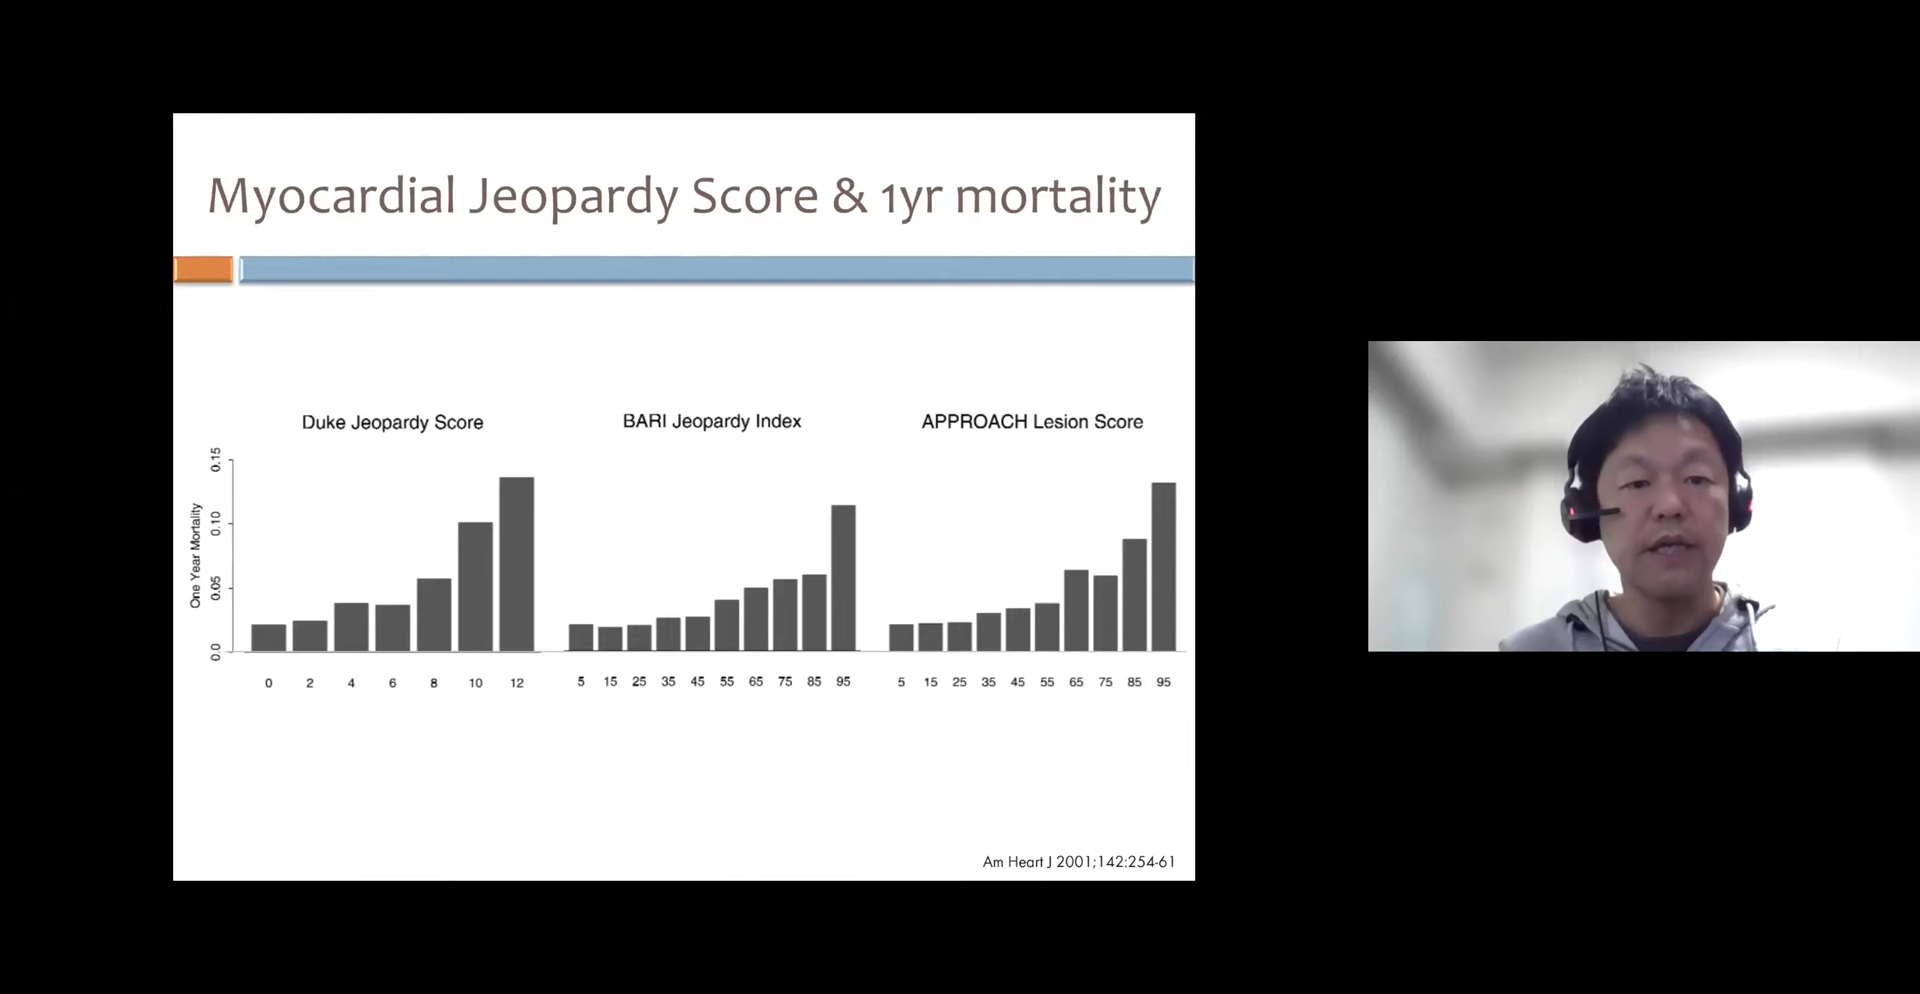 Myocardial Jeopardy Score & 1yr mortality
Duke Jeopardy Score
BARI Jeopardy Index
APPROACH Lesion Score
One Year Mortality
0.15
0.10
0.05
0.0
0 2 4 6 8 10 12
5 15 25 35 45 55 65 75 85 95
5 15 25 35 45 55 65 75 85 95
Am Heart J 2001;142:254-61